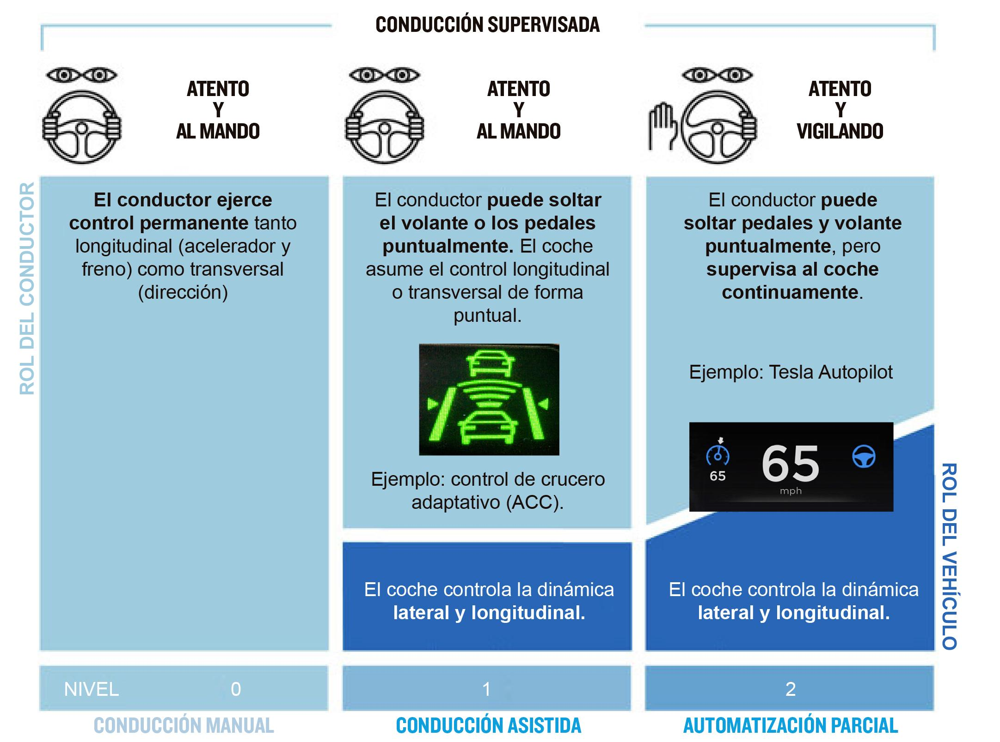 CONDUCCIÓN SUPERVISADA
ATENTO
Y
AL MANDO
ATENTO
Y
AL MANDO
ATENTO
Y
VIGILANDO
ROL DEL CONDUCTOR
El conductor ejerce
control permanente tanto
longitudinal (acelerador y
freno) como transversal
(dirección)
El conductor puede soltar
el volante o los pedales
puntualmente. El coche
asume el control longitudinal
o transversal de forma
puntual.
Ejemplo: control de crucero
adaptativo (ACC).
El coche controla la dinámica
lateral y longitudinal.
El conductor puede
soltar pedales y volante
puntualmente, pero
supervisa al coche
continuamente.
Ejemplo: Tesla Autopilot
65
65
mph
El coche controla la dinámica
lateral y longitudinal.
ROL DEL VEHÍCULO
NIVEL 0
1
2
CONDUCCIÓN MANUAL
CONDUCCIÓN ASISTIDA
AUTOMATIZACIÓN PARCIAL